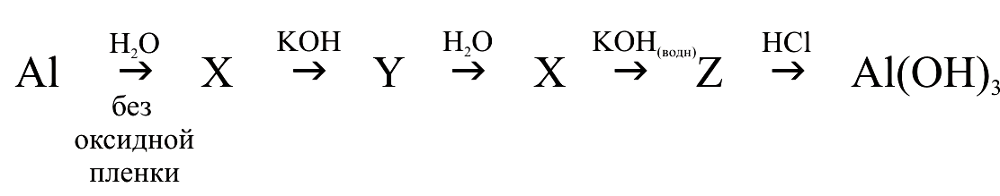 H₂O KOH H₂O KOH(водн) HCl
Al → X → Y → X → Z → Al(OH)₃
без
оксидной
пленки